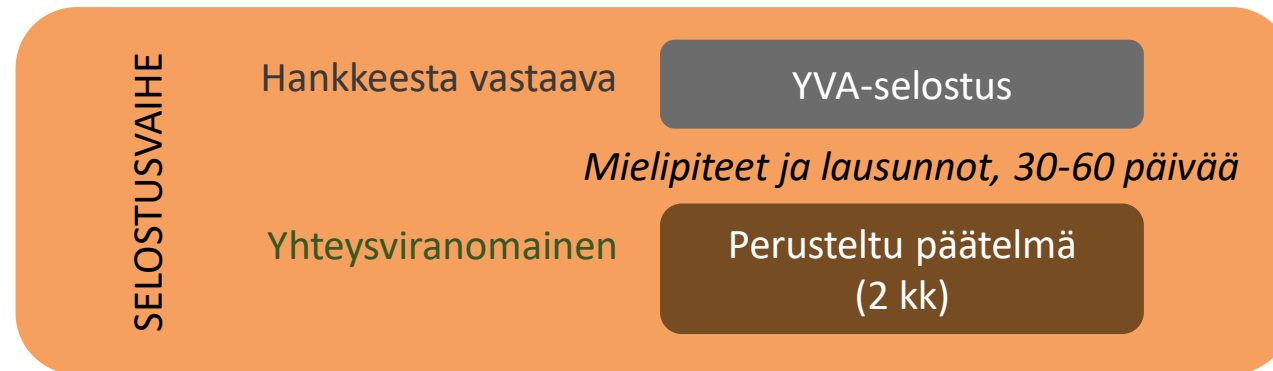 SELOSTUSVAIHE
Hankkeesta vastaava
YVA-selostus
Mielipiteet ja lausunnot, 30-60 päivää
Yhteysviranomainen
Perusteltu päätelmä
(2 kk)